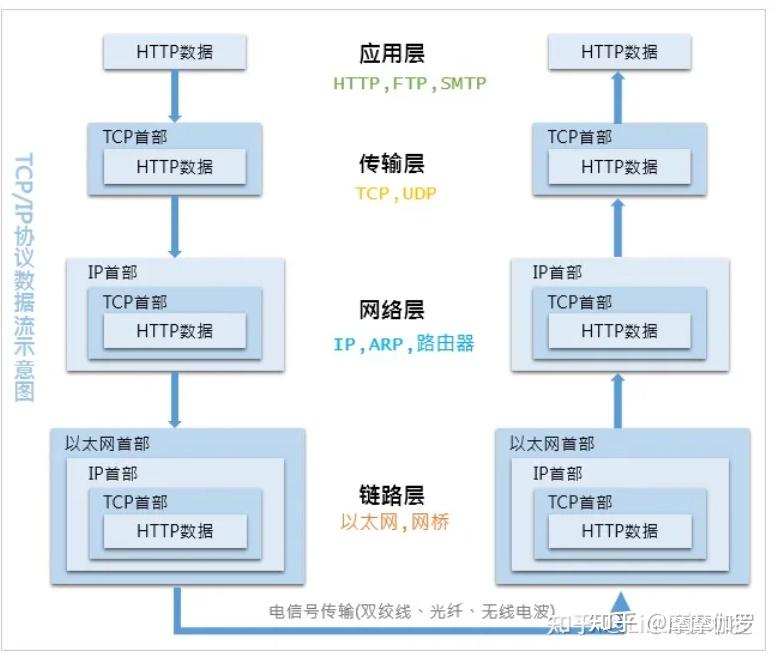 HTTP数据
应用层
HTTP,FTP,SMTP
HTTP数据
TCP首部
HTTP数据
传输层
TCP,UDP
TCP首部
HTTP数据
TCP/IP协议数据流示意图
IP首部
TCP首部
HTTP数据
网络层
IP,ARP,路由器
IP首部
TCP首部
HTTP数据
以太网首部
IP首部
TCP首部
HTTP数据
链路层
以太网,网桥
以太网首部
IP首部
TCP首部
HTTP数据
电信号传输(双绞线、光纤、无线电波)
知乎 @摩摩伽罗